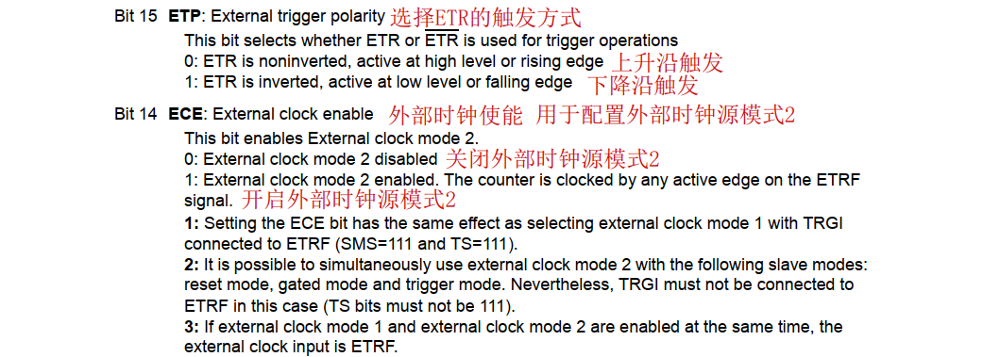 Bit 15 ETP: External trigger polarity 选择ETR的触发方式
This bit selects whether ETR or ETR is used for trigger operations
0: ETR is noninverted, active at high level or rising edge 上升沿触发
1: ETR is inverted, active at low level or falling edge 下降沿触发
Bit 14 ECE: External clock enable 外部时钟使能 用于配置外部时钟源模式2
This bit enables External clock mode 2.
0: External clock mode 2 disabled 关闭外部时钟源模式2
1: External clock mode 2 enabled. The counter is clocked by any active edge on the ETRF
signal. 开启外部时钟源模式2
1: Setting the ECE bit has the same effect as selecting external clock mode 1 with TRGI
connected to ETRF (SMS=111 and TS=111).
2: It is possible to simultaneously use external clock mode 2 with the following slave modes:
reset mode, gated mode and trigger mode. Nevertheless, TRGI must not be connected to
ETRF in this case (TS bits must not be 111).
3: If external clock mode 1 and external clock mode 2 are enabled at the same time, the
external clock input is ETRF.